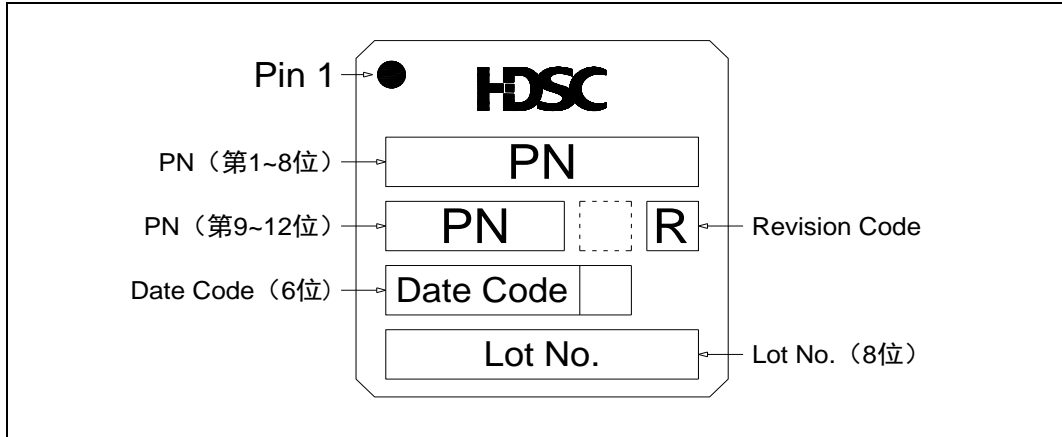 Pin 1
HDSC
PN（第1~8位）
PN
PN（第9~12位）
PN
R
Revision Code
Date Code（6位）
Date Code
Lot No.
Lot No.（8位）